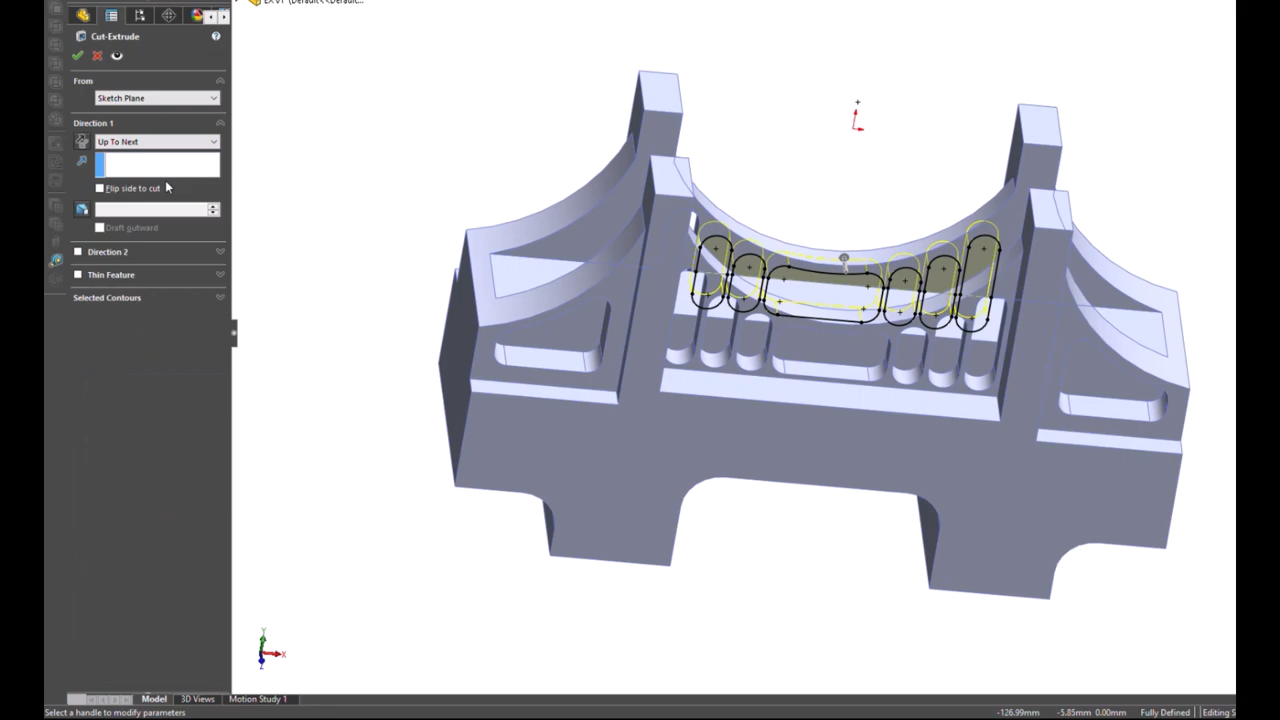 Cut-Extrude
From
Sketch Plane
Direction 1
Up To Next
Flip side to cut
Draft outward
Direction 2
Thin Feature
Selected Contours
Y
X
Z
Model
3D Views
Motion Study 1
Select a handle to modify parameters
-126.99mm
-5.85mm
0.00mm
Fully Defined
Editing S